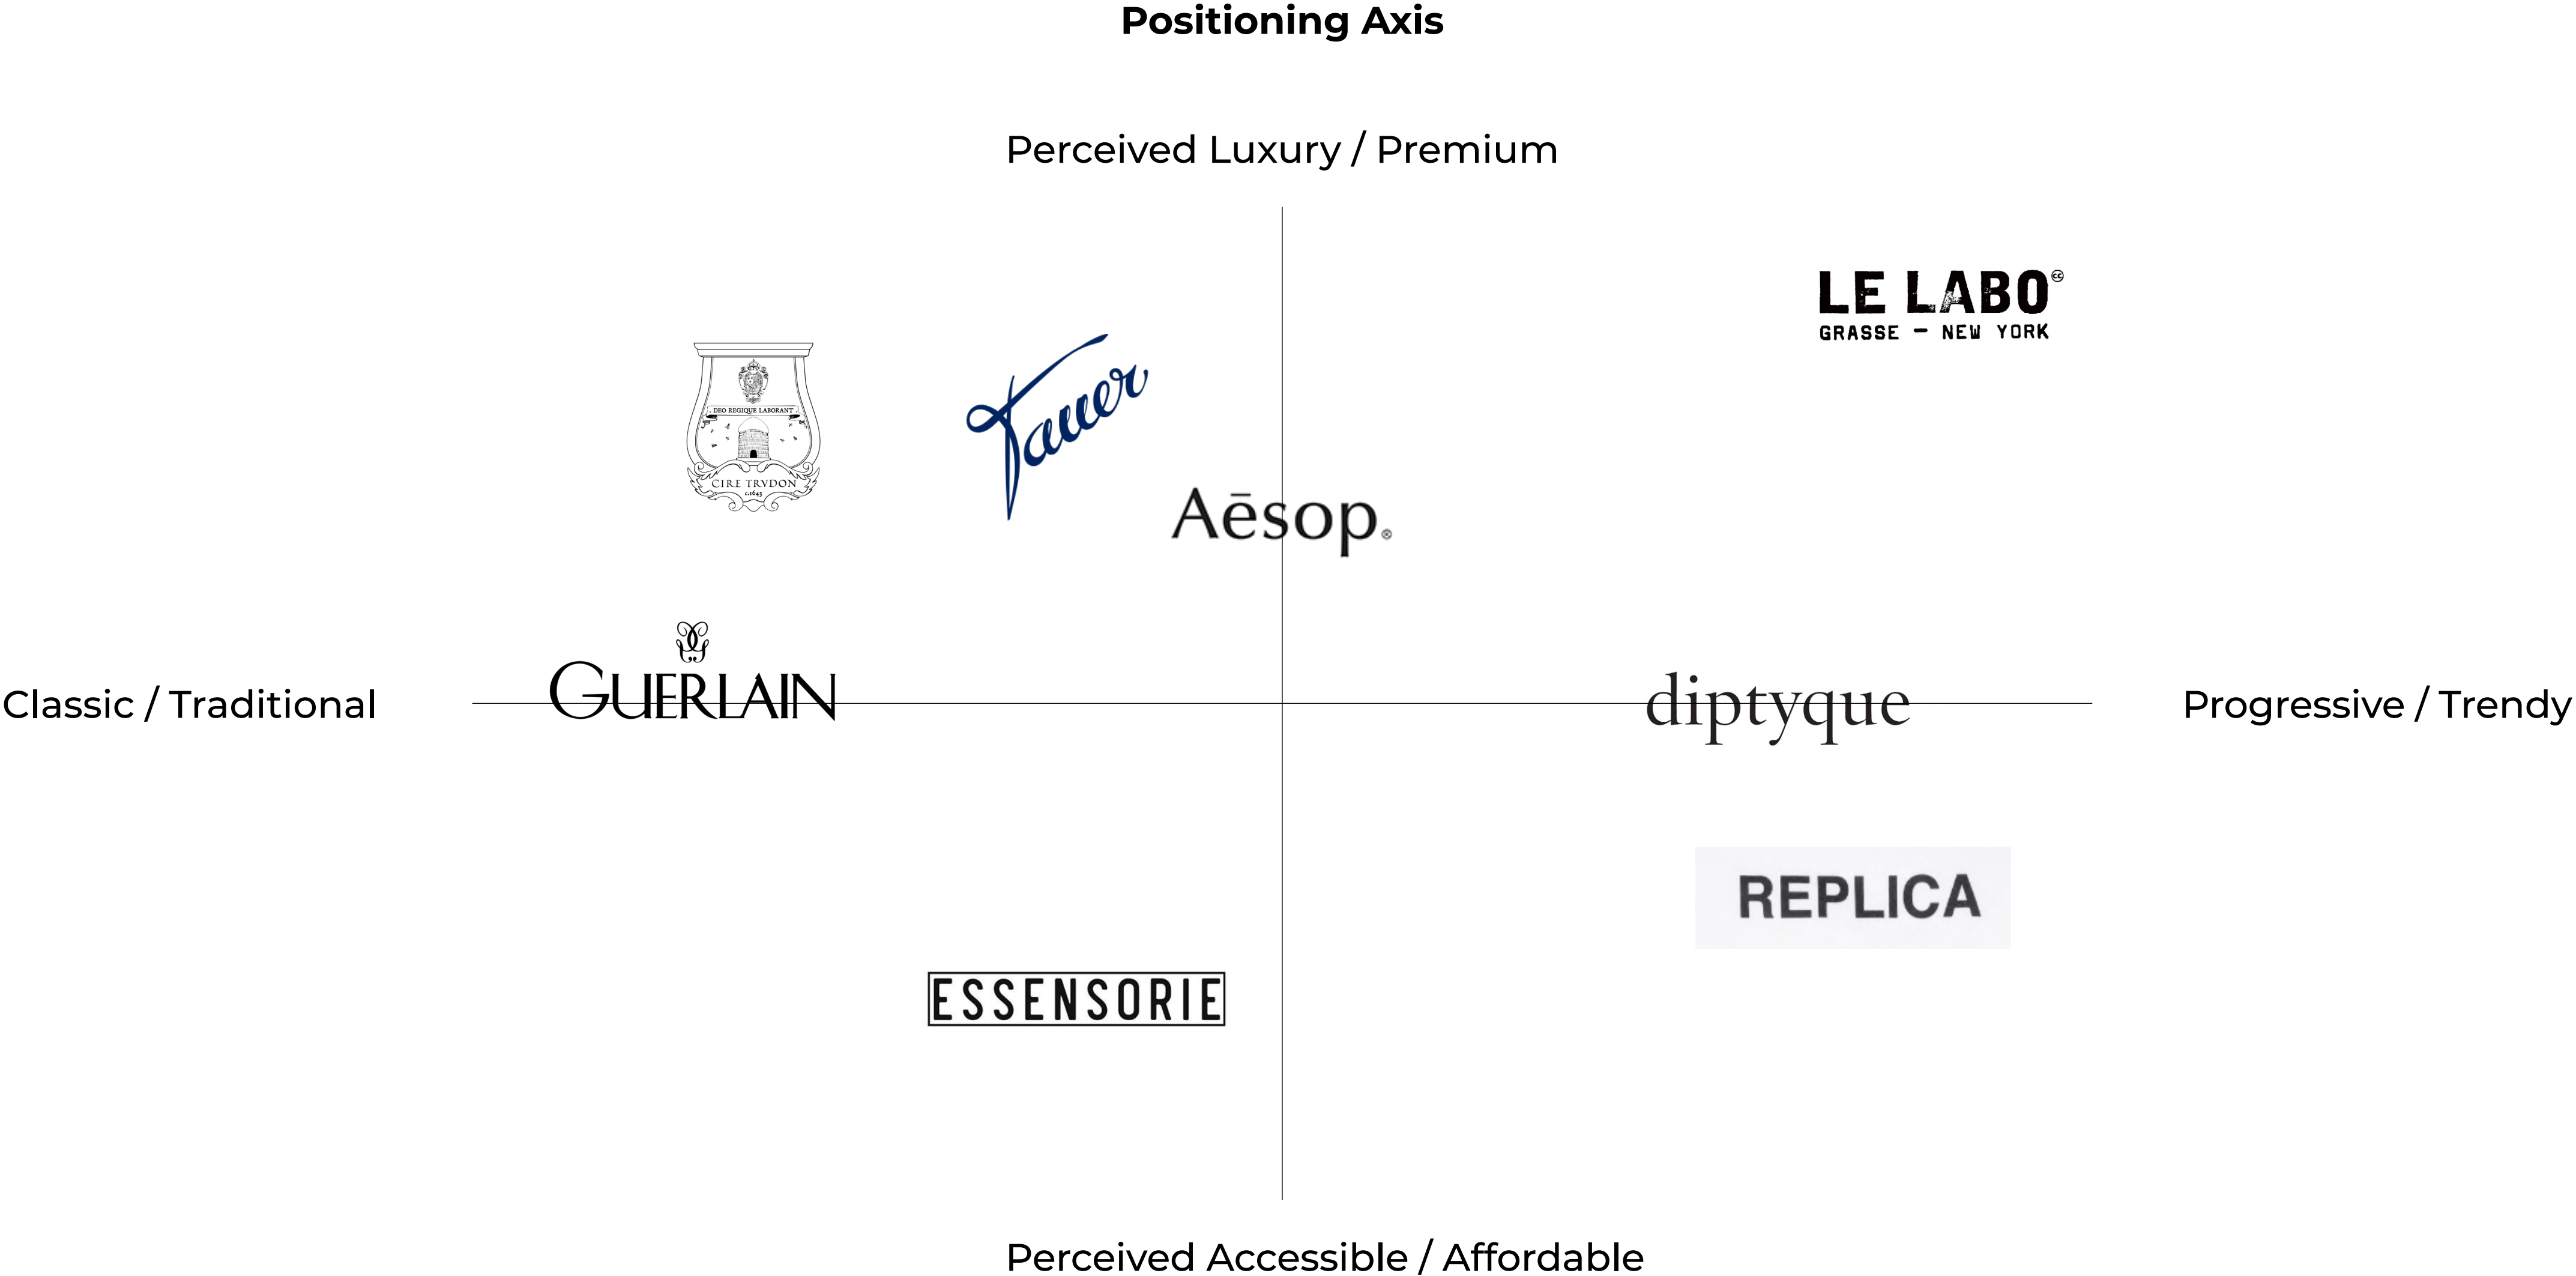 Positioning Axis
Perceived Luxury / Premium
LE LABO
GRASSE — NEW YORK
DEO REGIQUE LABORANT
CIRE TRVDON
c.1643
Tauer
Aēsop.
GUERLAIN
Classic / Traditional
diptyque
Progressive / Trendy
REPLICA
ESSENSORIE
Perceived Accessible / Affordable